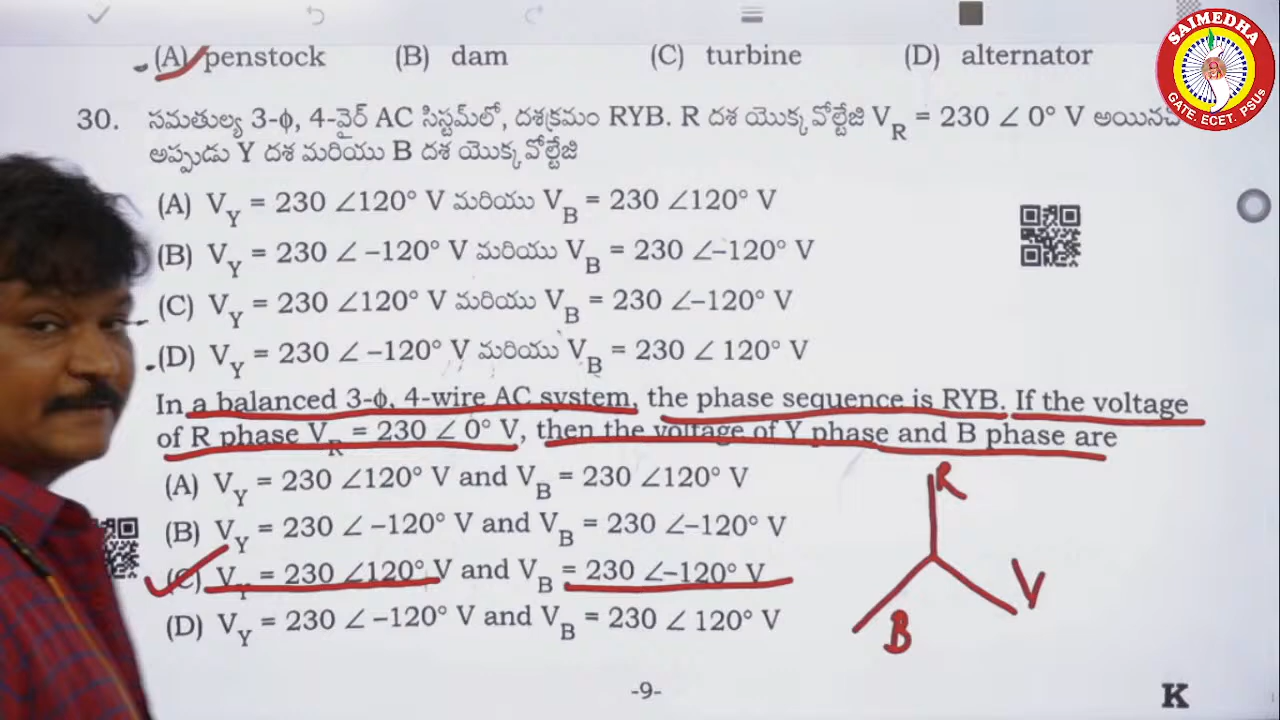 (A) penstock (B) dam (C) turbine (D) alternator
30. సమతుల్య 3-ϕ, 4-వైర్ AC సిస్టమ్‌లో, దశక్రమం RYB. R దశ యొక్క వోల్టేజి V_R = 230 ∠ 0° V
అప్పుడు Y దశ మరియు B దశ యొక్క వోల్టేజి
(A) V_Y = 230 ∠120° V మరియు V_B = 230 ∠120° V
(B) V_Y = 230 ∠ –120° V మరియు V_B = 230 ∠–120° V
(C) V_Y = 230 ∠120° V మరియు V_B = 230 ∠–120° V
(D) V_Y = 230 ∠ –120° V మరియు V_B = 230 ∠ 120° V
In a balanced 3-ϕ, 4-wire AC system, the phase sequence is RYB. If the voltage
of R phase V_R = 230 ∠ 0° V, then the voltage of Y phase and B phase are
(A) V_Y = 230 ∠120° V and V_B = 230 ∠120° V
(B) V_Y = 230 ∠ –120° V and V_B = 230 ∠–120° V
(C) V_Y = 230 ∠120° V and V_B = 230 ∠–120° V
(D) V_Y = 230 ∠ –120° V and V_B = 230 ∠ 120° V
R
B
-9-
K
SAIMEDHA
GATE. ECET. PSUs